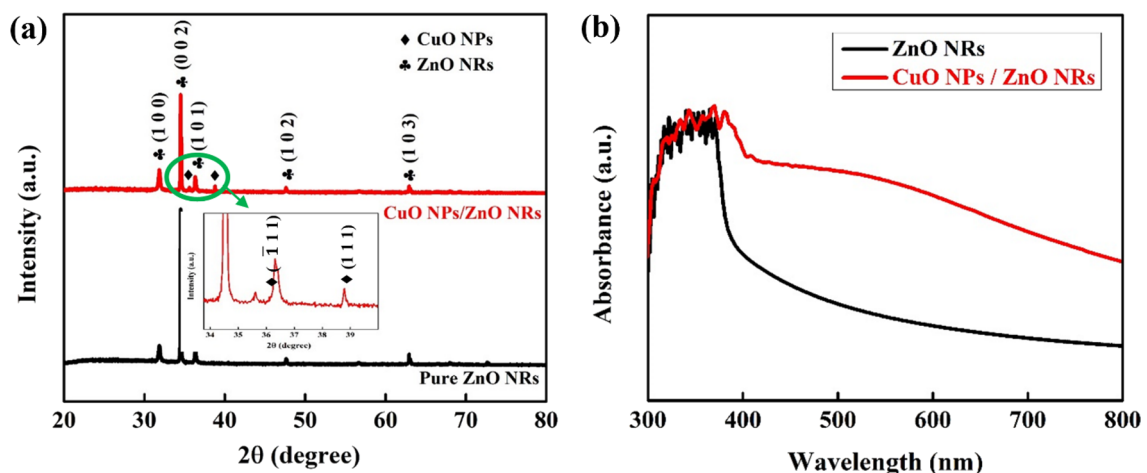 (a)
◆ CuO NPs
♣ ZnO NRs
(1 0 0)
♣
(0 0 2)
♣
(1 0 1)
♣
◆
◆
(1 0 2)
♣
(1 0 3)
♣
CuO NPs/ZnO NRs
Intensity (a.u.)
◆ (1̅ 1 1)
◆ (1 1 1)
Intensity (a.u.)
34 35 36 37 38 39
2θ (degree)
Pure ZnO NRs
20 30 40 50 60 70 80
2θ (degree)
(b)
ZnO NRs
CuO NPs / ZnO NRs
Absorbance (a.u.)
300 400 500 600 700 800
Wavelength (nm)